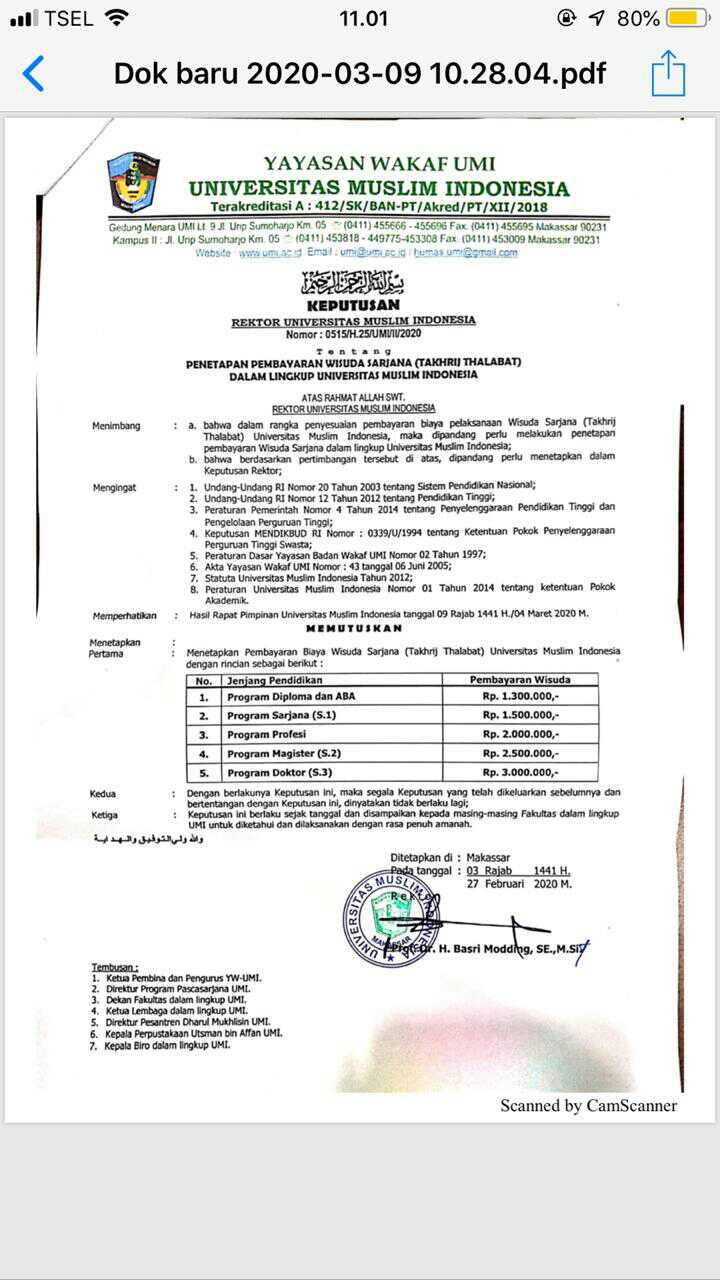 TSEL 11.01 80%
Dok baru 2020-03-09 10.28.04.pdf
YAYASAN WAKAF UMI
UNIVERSITAS MUSLIM INDONESIA
Terakreditasi A : 412/SK/BAN-PT/Akred/PT/XII/2018
Gedung Menara UMI Lt. 9 Jl. Urip Sumoharjo Km. 05 ☏ (0411) 455666 - 455696 Fax. (0411) 455695 Makassar 90231
Kampus II : Jl. Urip Sumoharjo Km. 05 ☏ (0411) 453818 - 449775-453308 Fax. (0411) 453009 Makassar 90231
Website : www.umi.ac.id Email : umi@umi.ac.id / humas.umi@gmail.com
بسم الله الرحمن الرحيم
KEPUTUSAN
REKTOR UNIVERSITAS MUSLIM INDONESIA
Nomor : 0515/H.25/UMI/II/2020
T e n t a n g
PENETAPAN PEMBAYARAN WISUDA SARJANA (TAKHRIJ THALABAT)
DALAM LINGKUP UNIVERSITAS MUSLIM INDONESIA
ATAS RAHMAT ALLAH SWT.
REKTOR UNIVERSITAS MUSLIM INDONESIA
Menimbang : a. bahwa dalam rangka penyesuaian pembayaran biaya pelaksanaan Wisuda Sarjana (Takhrij
Thalabat) Universitas Muslim Indonesia, maka dipandang perlu melakukan penetapan
pembayaran Wisuda Sarjana dalam lingkup Universitas Muslim Indonesia;
b. bahwa berdasarkan pertimbangan tersebut di atas, dipandang perlu menetapkan dalam
Keputusan Rektor;
Mengingat : 1. Undang-Undang RI Nomor 20 Tahun 2003 tentang Sistem Pendidikan Nasional;
2. Undang-Undang RI Nomor 12 Tahun 2012 tentang Pendidikan Tinggi;
3. Peraturan Pemerintah Nomor 4 Tahun 2014 tentang Penyelenggaraan Pendidikan Tinggi dan
Pengelolaan Perguruan Tinggi;
4. Keputusan MENDIKBUD RI Nomor : 0339/U/1994 tentang Ketentuan Pokok Penyelenggaraan
Perguruan Tinggi Swasta;
5. Peraturan Dasar Yayasan Badan Wakaf UMI Nomor 02 Tahun 1997;
6. Akta Yayasan Wakaf UMI Nomor : 43 tanggal 06 Juni 2005;
7. Statuta Universitas Muslim Indonesia Tahun 2012;
8. Peraturan Universitas Muslim Indonesia Nomor 01 Tahun 2014 tentang ketentuan Pokok
Akademik.
Memperhatikan : Hasil Rapat Pimpinan Universitas Muslim Indonesia tanggal 09 Rajab 1441 H./04 Maret 2020 M.
MEMUTUSKAN
Menetapkan :
Pertama : Menetapkan Pembayaran Biaya Wisuda Sarjana (Takhrij Thalabat) Universitas Muslim Indonesia
dengan rincian sebagai berikut :
No. Jenjang Pendidikan Pembayaran Wisuda
1. Program Diploma dan ABA Rp. 1.300.000,-
2. Program Sarjana (S.1) Rp. 1.500.000,-
3. Program Profesi Rp. 2.000.000,-
4. Program Magister (S.2) Rp. 2.500.000,-
5. Program Doktor (S.3) Rp. 3.000.000,-
Kedua : Dengan berlakunya Keputusan ini, maka segala Keputusan yang telah dikeluarkan sebelumnya dan
bertentangan dengan Keputusan ini, dinyatakan tidak berlaku lagi;
Ketiga : Keputusan ini berlaku sejak tanggal dan disampaikan kepada masing-masing Fakultas dalam lingkup
UMI untuk diketahui dan dilaksanakan dengan rasa penuh amanah.
والله ولي التوفيق والهداية
Ditetapkan di : Makassar
Pada tanggal : 03 Rajab 1441 H.
27 Februari 2020 M.
R e k t o r
UNIVERSITAS MUSLIM INDONESIA
MAKASSAR
Prof. Dr. H. Basri Modding, SE.,M.Si
Tembusan :
1. Ketua Pembina dan Pengurus YW-UMI.
2. Direktur Program Pascasarjana UMI.
3. Dekan Fakultas dalam lingkup UMI.
4. Ketua Lembaga dalam lingkup UMI.
5. Direktur Pesantren Dharul Mukhlisin UMI.
6. Kepala Perpustakaan Utsman bin Affan UMI.
7. Kepala Biro dalam lingkup UMI.
Scanned by CamScanner